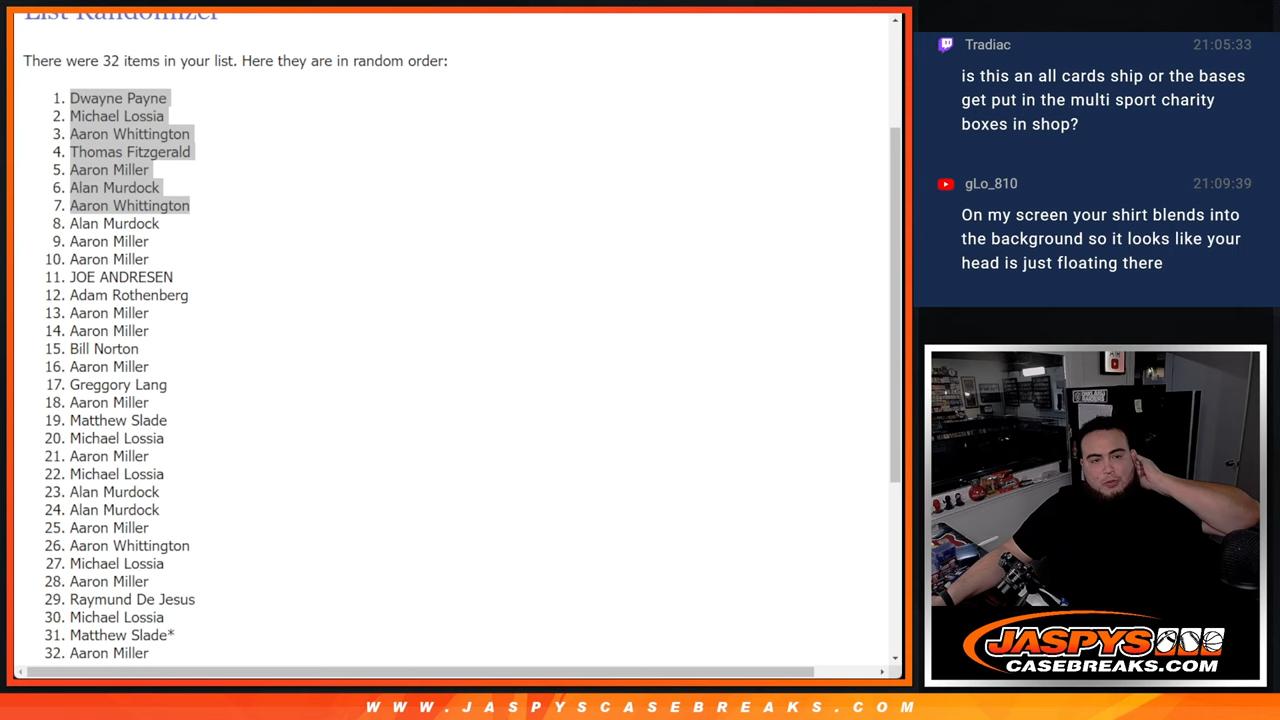 List Randomizer
There were 32 items in your list. Here they are in random order:
1. Dwayne Payne
2. Michael Lossia
3. Aaron Whittington
4. Thomas Fitzgerald
5. Aaron Miller
6. Alan Murdock
7. Aaron Whittington
8. Alan Murdock
9. Aaron Miller
10. Aaron Miller
11. JOE ANDRESEN
12. Adam Rothenberg
13. Aaron Miller
14. Aaron Miller
15. Bill Norton
16. Aaron Miller
17. Greggory Lang
18. Aaron Miller
19. Matthew Slade
20. Michael Lossia
21. Aaron Miller
22. Michael Lossia
23. Alan Murdock
24. Alan Murdock
25. Aaron Miller
26. Aaron Whittington
27. Michael Lossia
28. Aaron Miller
29. Raymund De Jesus
30. Michael Lossia
31. Matthew Slade*
32. Aaron Miller
Tradiac 21:05:33
is this an all cards ship or the bases
get put in the multi sport charity
boxes in shop?
gLo_810 21:09:39
On my screen your shirt blends into
the background so it looks like your
head is just floating there
JASPYS
CASEBREAKS.COM
WWW.JASPYSCASEBREAKS.COM